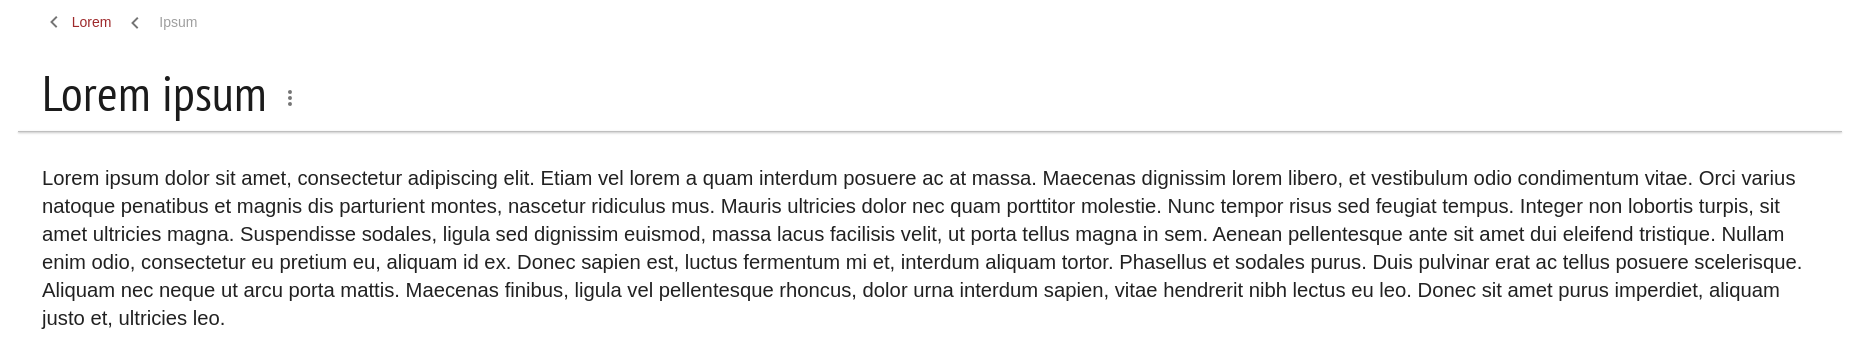 Lorem Ipsum
Lorem ipsum
Lorem ipsum dolor sit amet, consectetur adipiscing elit. Etiam vel lorem a quam interdum posuere ac at massa. Maecenas dignissim lorem libero, et vestibulum odio condimentum vitae. Orci varius
natoque penatibus et magnis dis parturient montes, nascetur ridiculus mus. Mauris ultricies dolor nec quam porttitor molestie. Nunc tempor risus sed feugiat tempus. Integer non lobortis turpis, sit
amet ultricies magna. Suspendisse sodales, ligula sed dignissim euismod, massa lacus facilisis velit, ut porta tellus magna in sem. Aenean pellentesque ante sit amet dui eleifend tristique. Nullam
enim odio, consectetur eu pretium eu, aliquam id ex. Donec sapien est, luctus fermentum mi et, interdum aliquam tortor. Phasellus et sodales purus. Duis pulvinar erat ac tellus posuere scelerisque.
Aliquam nec neque ut arcu porta mattis. Maecenas finibus, ligula vel pellentesque rhoncus, dolor urna interdum sapien, vitae hendrerit nibh lectus eu leo. Donec sit amet purus imperdiet, aliquam
justo et, ultricies leo.